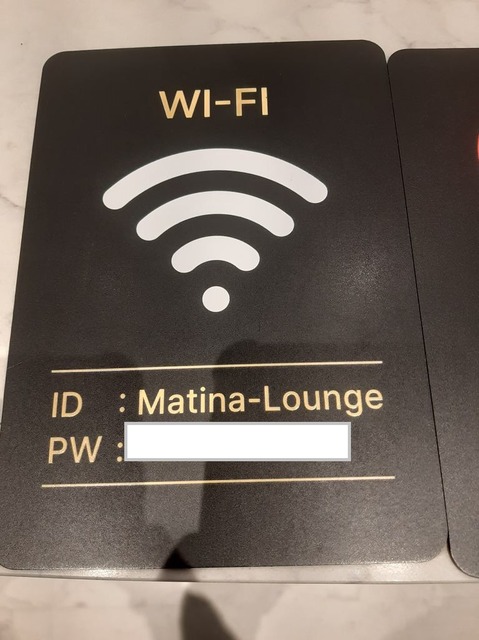 WI-FI
ID : Matina-Lounge
PW :